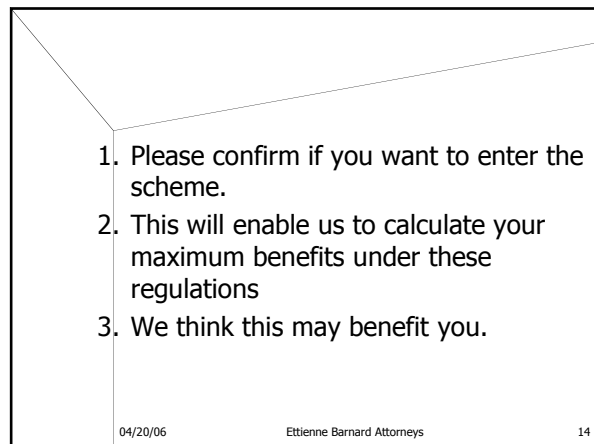 1. Please confirm if you want to enter the
scheme.
2. This will enable us to calculate your
maximum benefits under these
regulations
3. We think this may benefit you.
04/20/06 Ettienne Barnard Attorneys 14